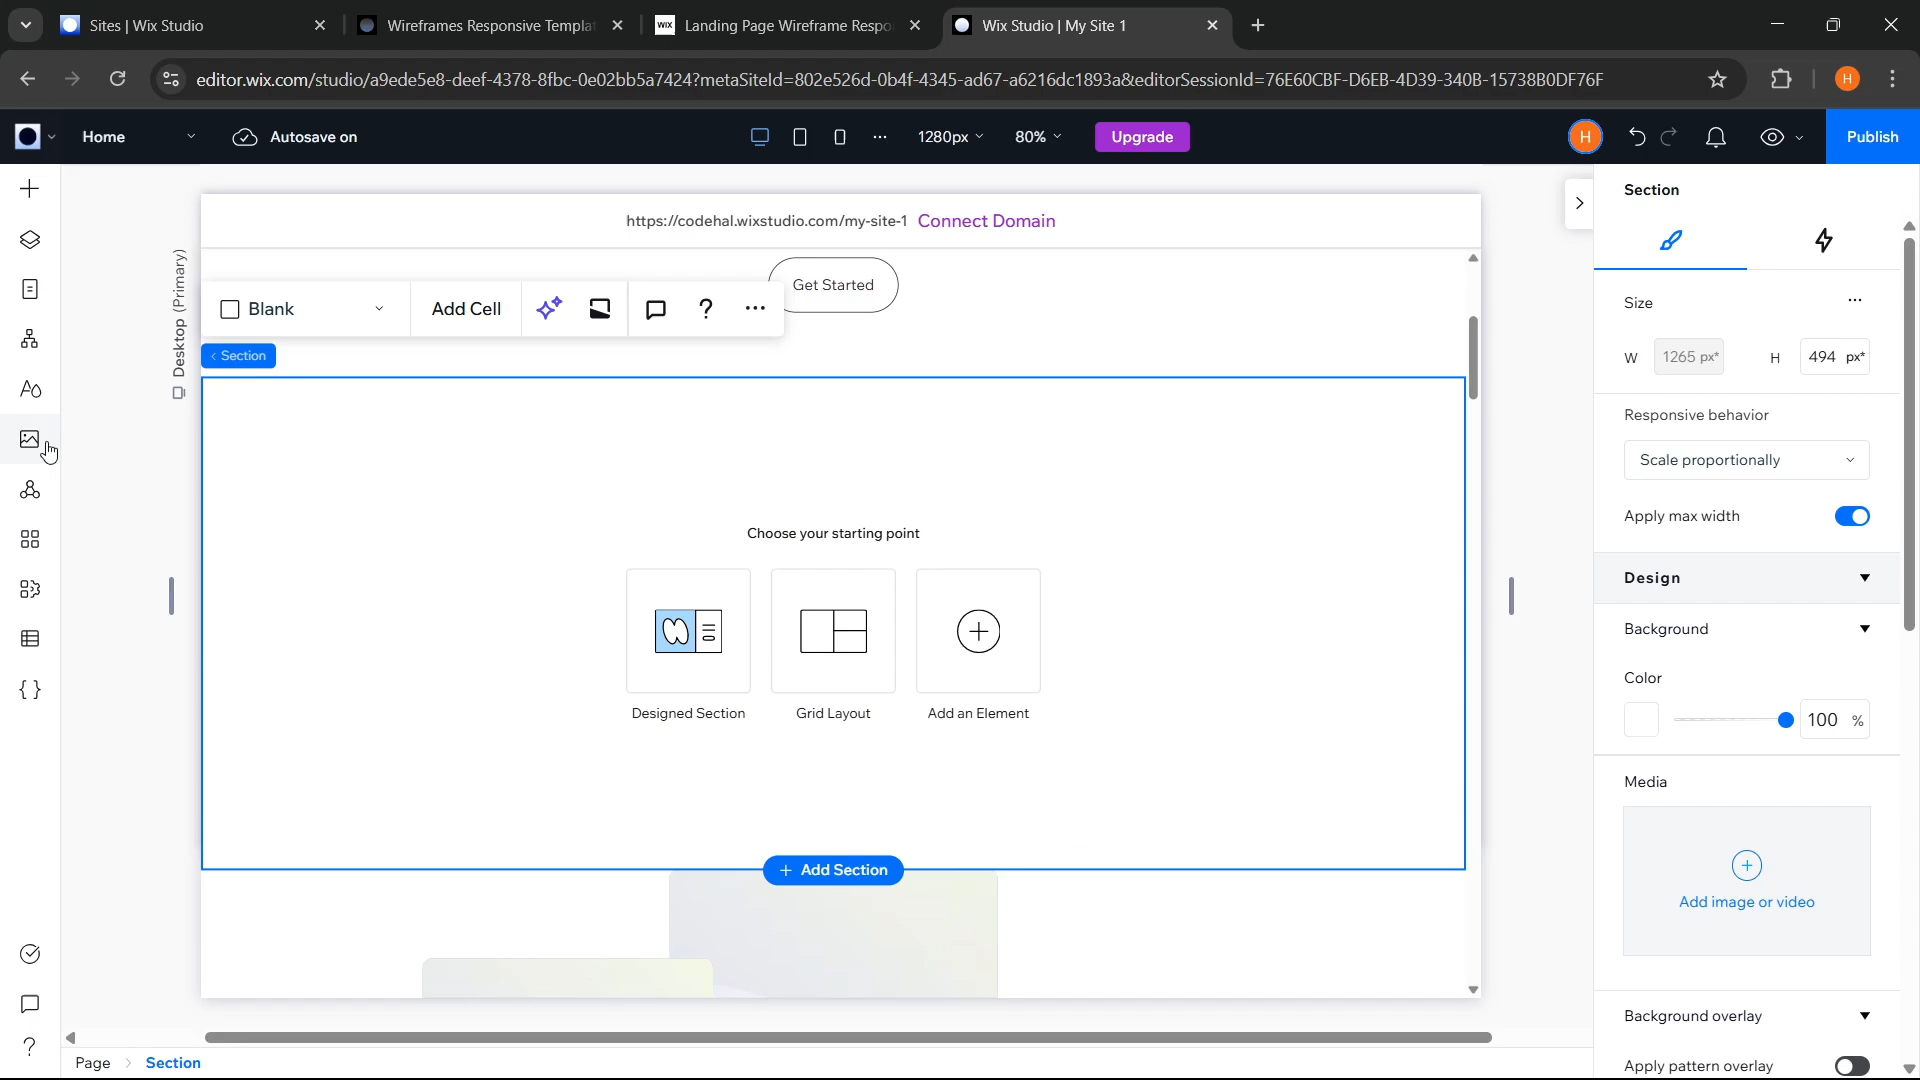 Sites | Wix Studio
Wireframes Responsive Templat
WIX
Landing Page Wireframe Respo
Wix Studio | My Site 1
editor.wix.com/studio/a9ede5e8-deef-4378-8fbc-0e02bb5a7424?metaSiteId=802e526d-0b4f-4345-ad67-a6216dc1893a&editorSessionId=76E60CBF-D6EB-4D39-340B-15738B0DF76F
H
Home
Autosave on
1280px
80%
Upgrade
H
Publish
https://codehal.wixstudio.com/my-site-1 Connect Domain
Desktop (Primary)
Get Started
Blank
Add Cell
Section
Choose your starting point
Designed Section
Grid Layout
Add an Element
Add Section
Section
Size
W
1265 px*
H
494 px*
Responsive behavior
Scale proportionally
Apply max width
Design
Background
Color
100 %
Media
Add image or video
Background overlay
Apply pattern overlay
Page
Section